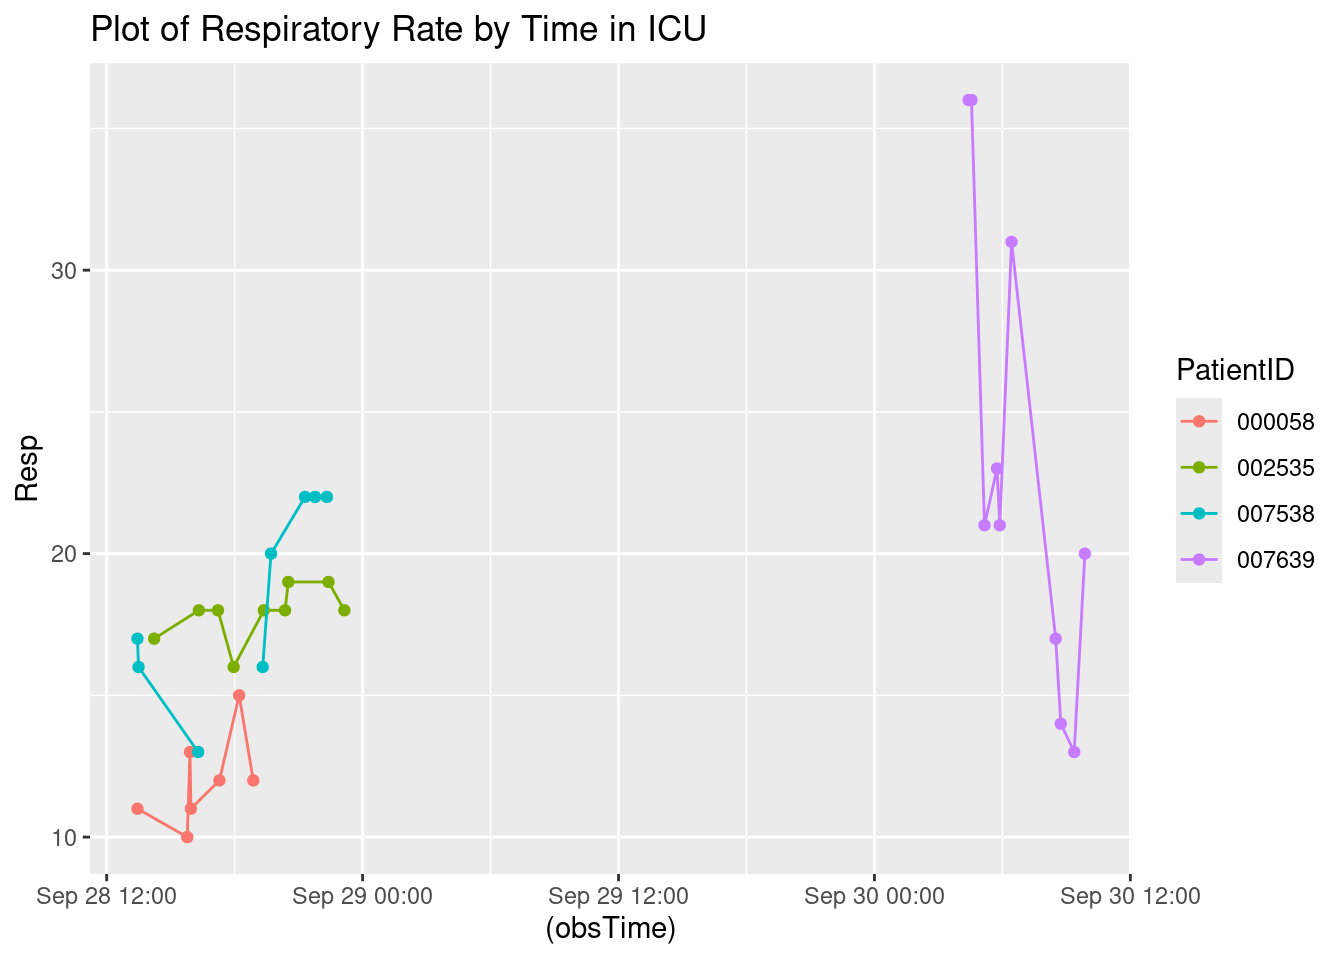 Plot of Respiratory Rate by Time in ICU
Resp
30
20
10
Sep 28 12:00
Sep 29 00:00
Sep 29 12:00
Sep 30 00:00
Sep 30 12:00
(obsTime)
PatientID
000058
002535
007538
007639